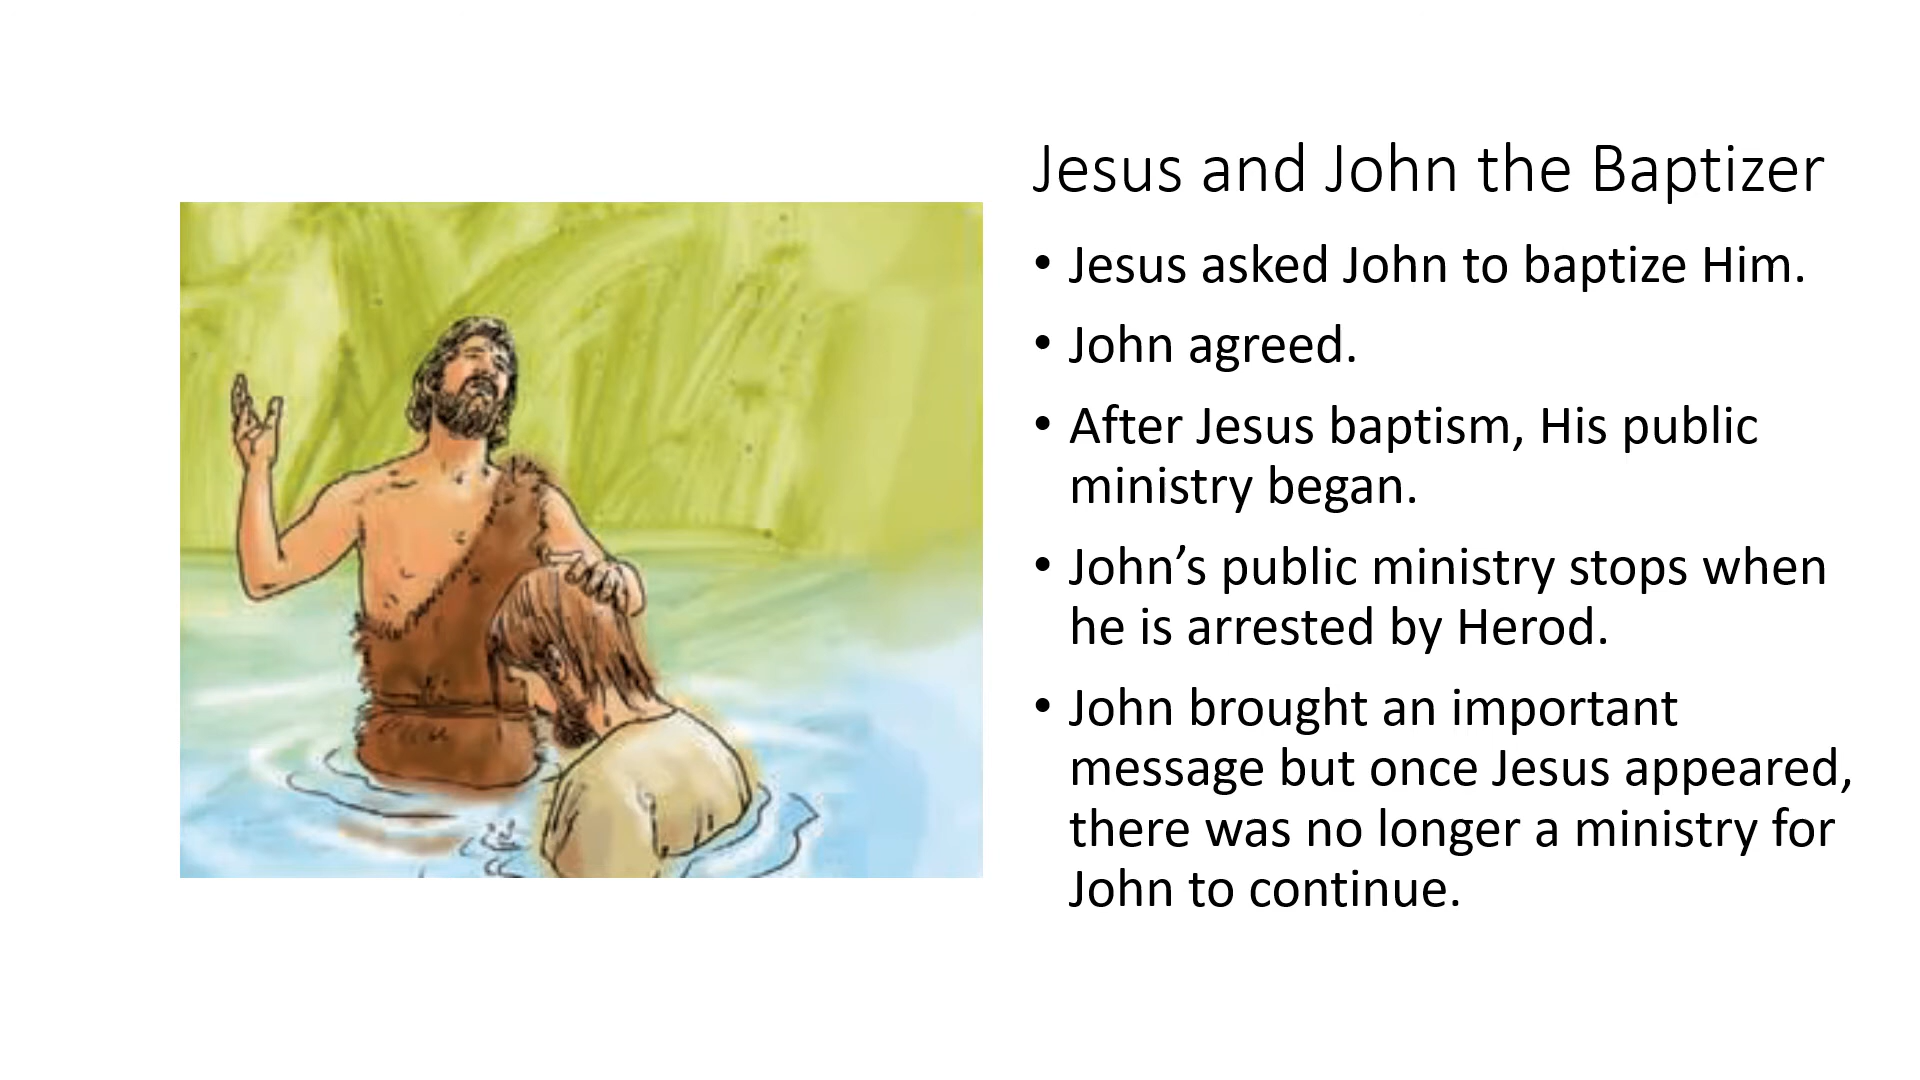 Jesus and John the Baptizer
• Jesus asked John to baptize Him.
• John agreed.
• After Jesus baptism, His public
ministry began.
• John’s public ministry stops when
he is arrested by Herod.
• John brought an important
message but once Jesus appeared,
there was no longer a ministry for
John to continue.